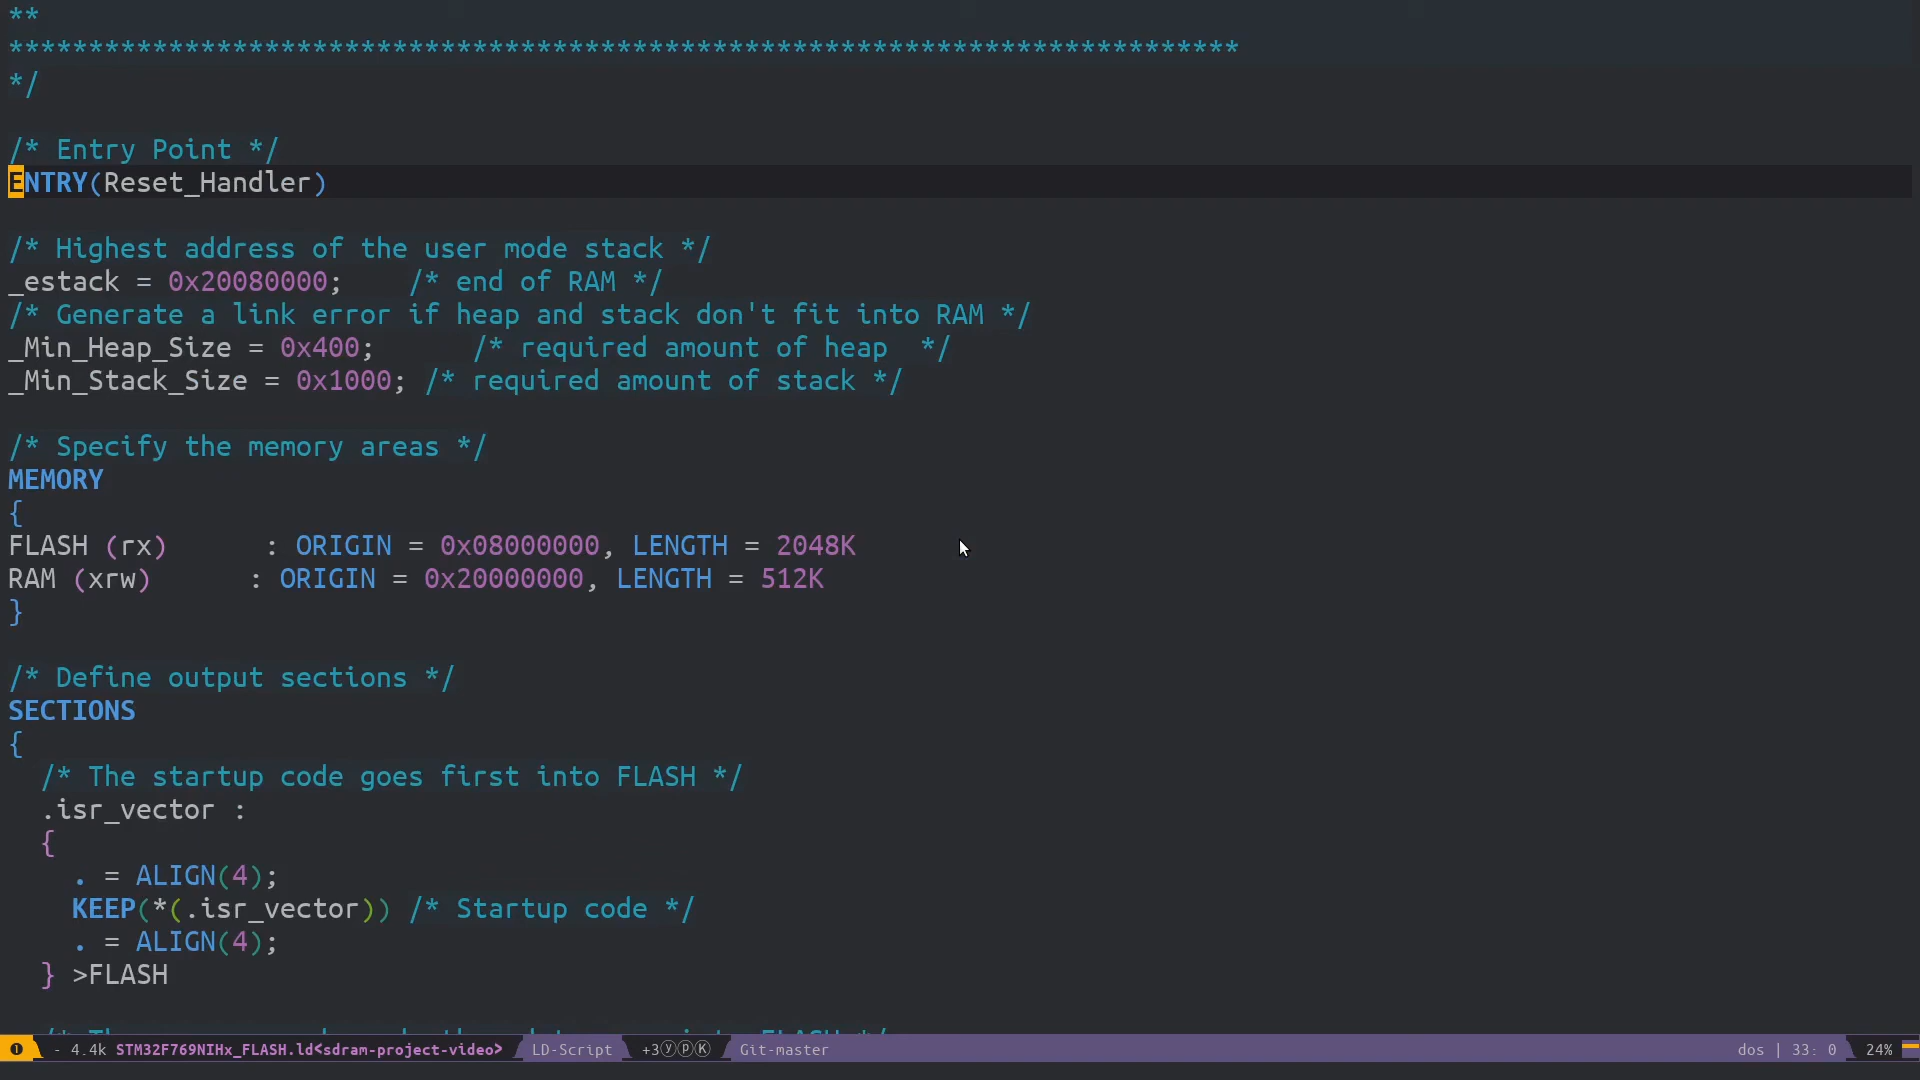 **
*****************************************************************************
*/
/* Entry Point */
ENTRY(Reset_Handler)
/* Highest address of the user mode stack */
_estack = 0x20080000;    /* end of RAM */
/* Generate a link error if heap and stack don't fit into RAM */
_Min_Heap_Size = 0x400;      /* required amount of heap  */
_Min_Stack_Size = 0x1000; /* required amount of stack */
/* Specify the memory areas */
MEMORY
{
FLASH (rx)      : ORIGIN = 0x08000000, LENGTH = 2048K
RAM (xrw)      : ORIGIN = 0x20000000, LENGTH = 512K
}
/* Define output sections */
SECTIONS
{
  /* The startup code goes first into FLASH */
  .isr_vector :
  {
    . = ALIGN(4);
    KEEP(*(.isr_vector)) /* Startup code */
    . = ALIGN(4);
  } >FLASH
❶ - 4.4k STM32F769NIHx_FLASH.ld<sdram-project-video> LD-Script +3ⓨⓟⓀ Git-master dos | 33: 0 24%